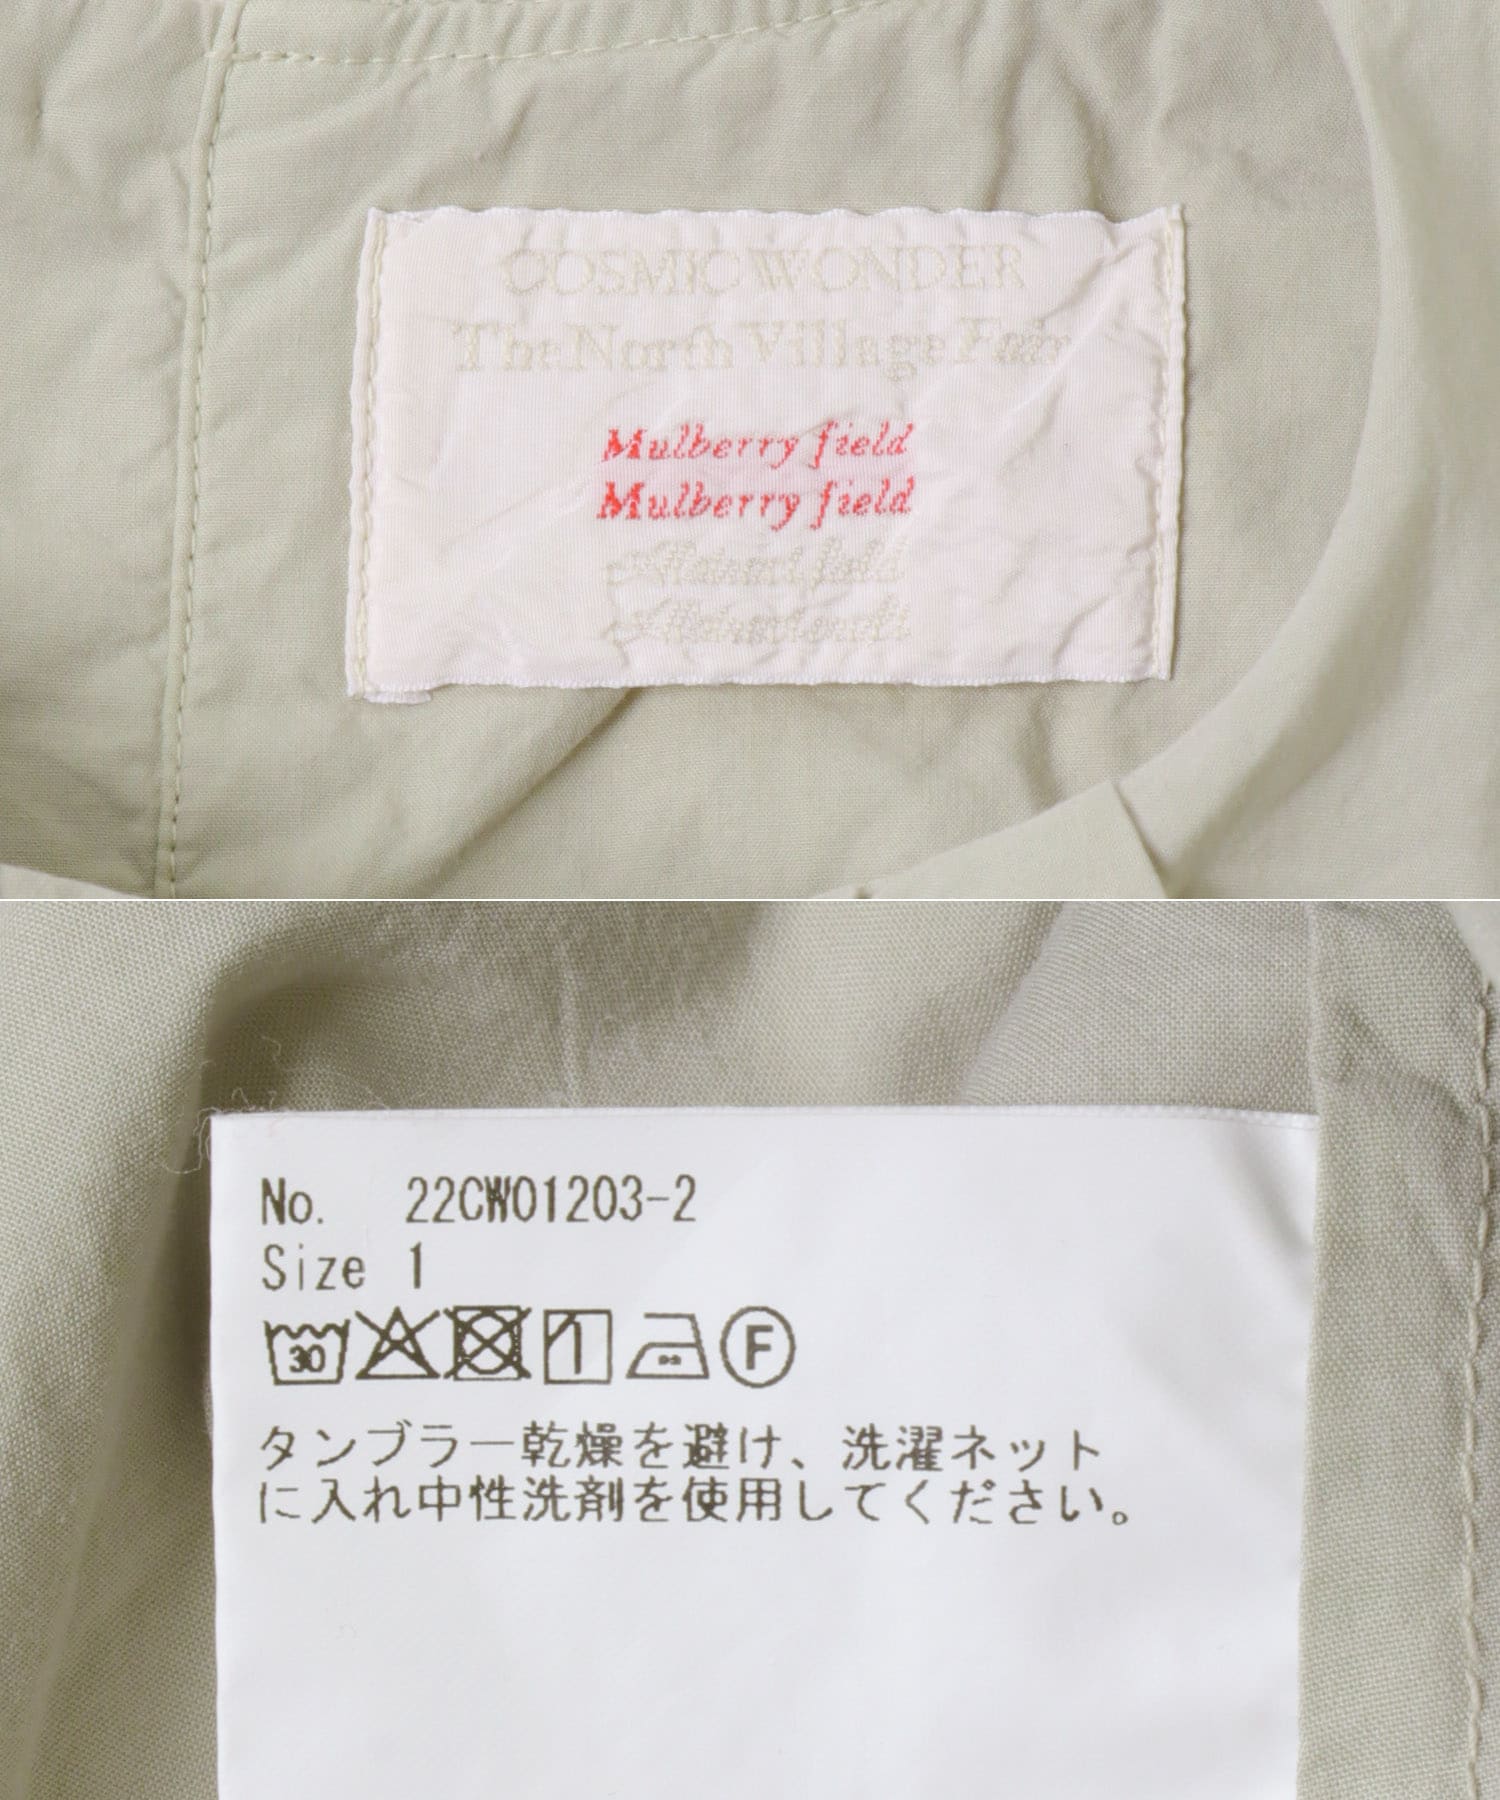 COSMIC WONDER
The North Village Fair
Mulberry field
Mulberry field
No. 22CW01203-2
Size 1
30 F
タンブラー乾燥を避け、洗濯ネット
に入れ中性洗剤を使用してください。